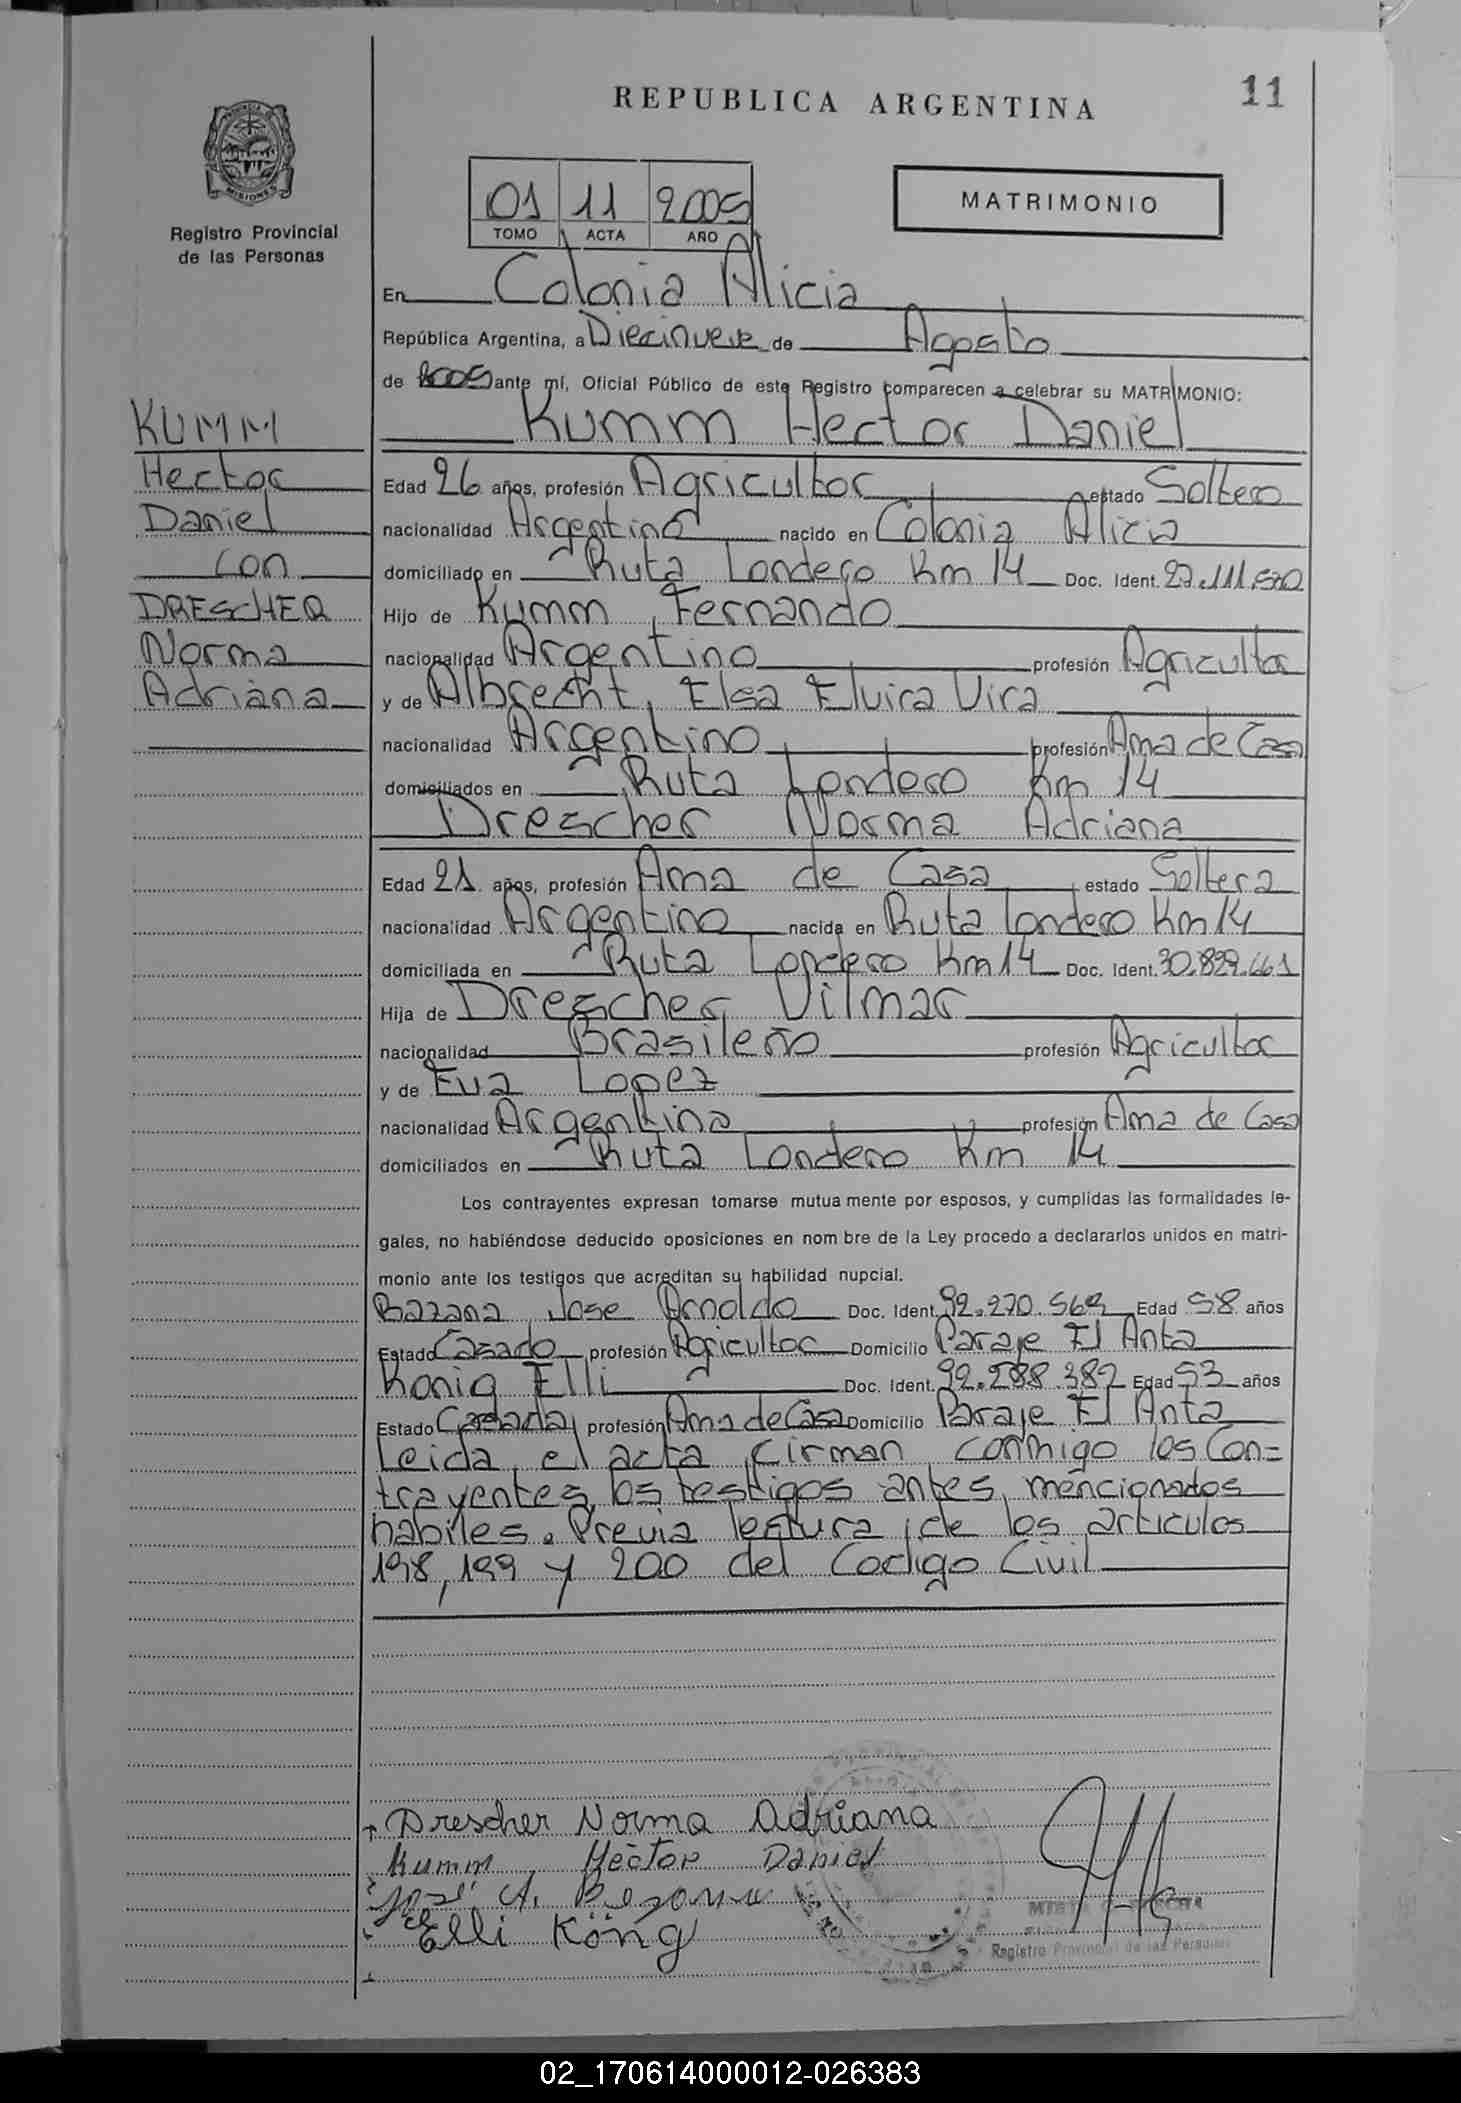 11
REPUBLICA ARGENTINA
PROVINCIA
MISIONES
Registro Provincial
de las Personas
01 11 2005
TOMO ACTA AÑO
MATRIMONIO
En Colonia Alicia
República Argentina, a Diecinueve de Agosto
de 2005 ante mí, Oficial Público de este Registro comparecen a celebrar su MATRIMONIO:
KUMM
Hector
Daniel
con
DRESCHER
Norma
Adriana
Kumm Hector Daniel
Edad 26 años, profesión Agricultor estado Soltero
nacionalidad Argentino nacido en Colonia Alicia
domiciliado en Ruta Londero Km 14 Doc. Ident.
Hijo de Kumm, Fernando
nacionalidad Argentino profesión Agricultor
y de Albrecht, Elsa Elvira Vira
nacionalidad Argentino profesión Ama de Casa
domiciliados en Ruta Londero Km 14
Drescher Norma Adriana
Edad 21 años, profesión Ama de Casa estado Soltera
nacionalidad Argentino nacida en Ruta Londero Km 14
domiciliada en Ruta Londero Km 14 Doc. Ident. 30.829.661
Hija de Drescher, Vilmar
nacionalidad Brasileño profesión Agricultor
y de Eva Lopez
nacionalidad Argentina profesión Ama de Casa
domiciliados en Ruta Londero Km 14
Los contrayentes expresan tomarse mutua mente por esposos, y cumplidas las formalidades le-
gales, no habiéndose deducido oposiciones en nom bre de la Ley procedo a declararlos unidos en matri-
monio ante los testigos que acreditan su habilidad nupcial.
Bazana, Jose Arnoldo Doc. Ident. 92.270.569 Edad 58 años
Estado Casado profesión Agricultor Domicilio Paraje El Anta
Konig Elli Doc. Ident. 92.288.389 Edad 53 años
Estado Casada profesión Ama de Casa Domicilio Paraje El Anta
Leida el acta firman conmigo los Con=
trayentes, los testigos antes mencionados
habiles. Previa lectura de los articulos
198, 199 y 200 del Codigo Civil
Drescher Norma Adriana
Kumm, Hector Daniel
José A.
Elli Köng
Registro Provincial de las Personas
02_170614000012-026383